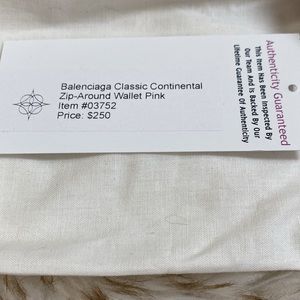 Balenciaga Classic Continental
Zip-Around Wallet Pink
Item #03752
Price: $250
Authenticity Guaranteed
This Item Has Been Inspected By
Our Team And Is Backed By Our
Lifetime Guarantee Of Authenticity